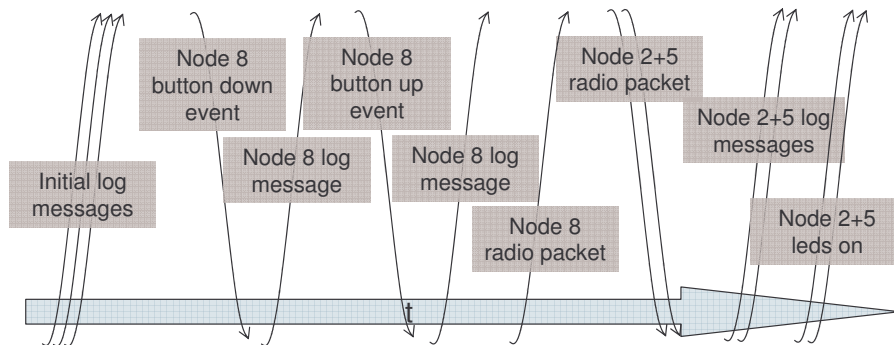 Initial log
messages
Node 8
button down
event
Node 8 log
message
Node 8
button up
event
Node 8 log
message
Node 8
radio packet
Node 2+5
radio packet
Node 2+5 log
messages
Node 2+5
leds on
t